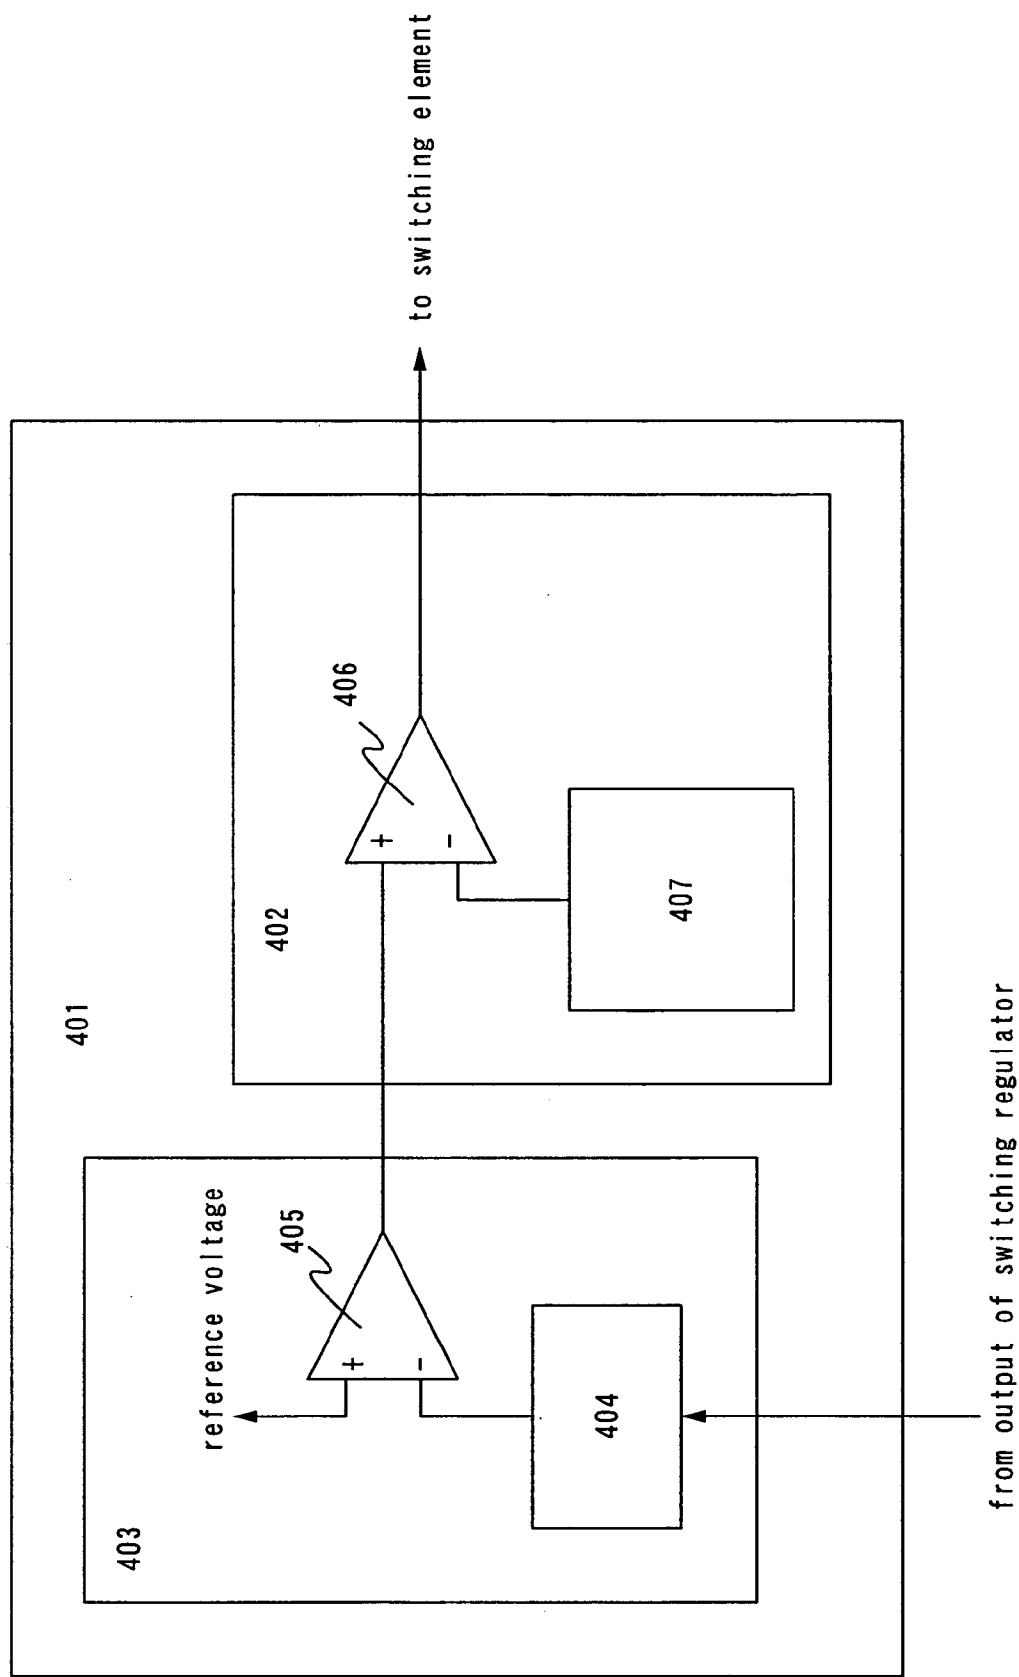 401
403
reference voltage
405
404
402
406
407
to switching element
from output of switching regulator